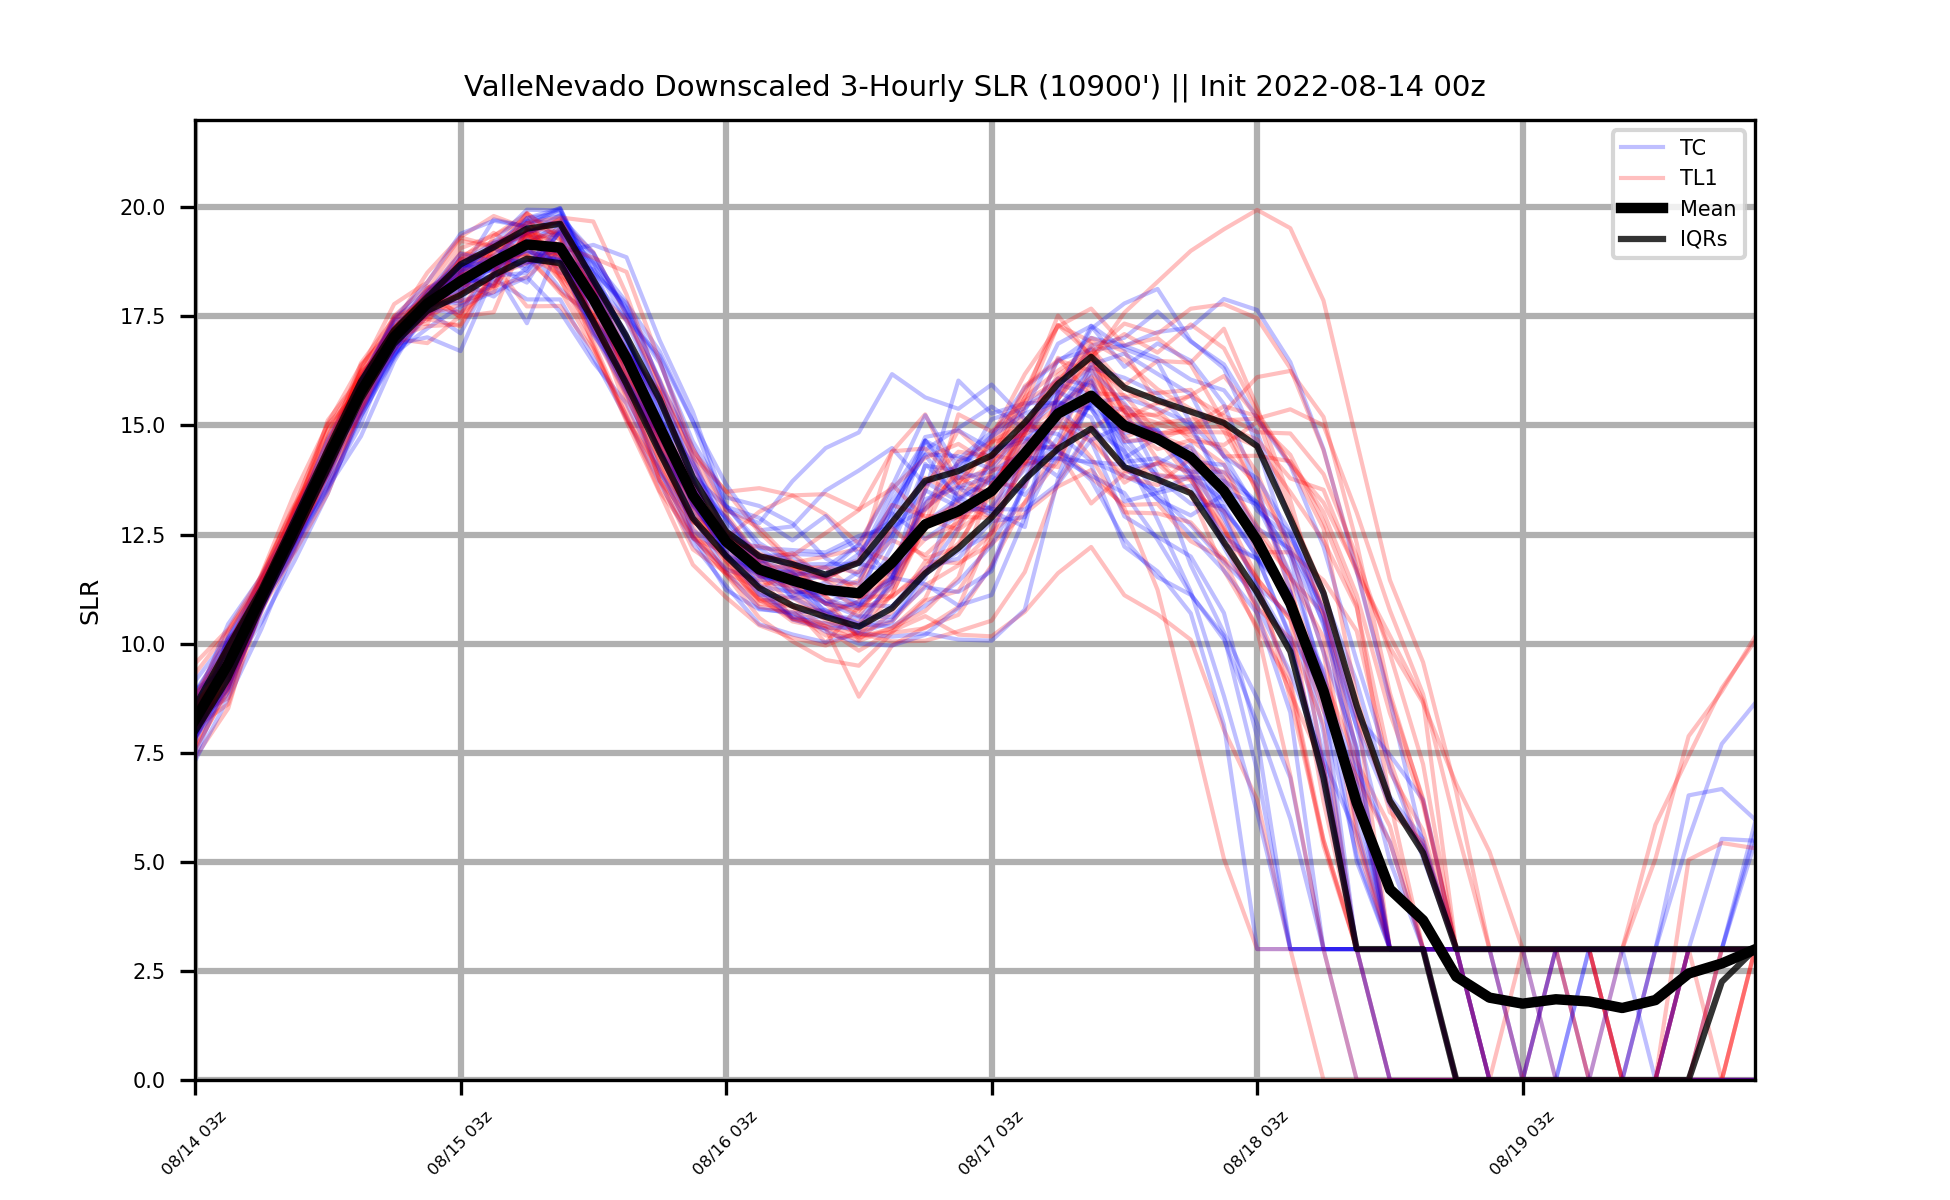 ValleNevado Downscaled 3-Hourly SLR (10900') || Init 2022-08-14 00z
TC
TL1
Mean
IQRs
SLR
20.0
17.5
15.0
12.5
10.0
7.5
5.0
2.5
0.0
08/14 03z
08/15 03z
08/16 03z
08/17 03z
08/18 03z
08/19 03z